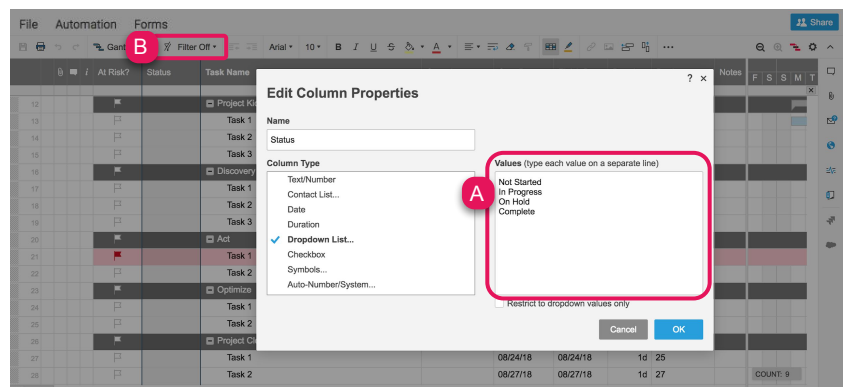 File Automation Forms Share
Gant B Filter Off Arial 10 B I U S A
At Risk? Status Task Name Notes F S S M T
12 Project Ki
13 Task 1
14 Task 2
15 Task 3
16 Discovery
17 Task 1
18 Task 2
19 Task 3
20 Act
21 Task 1
22 Task 2
23 Optimize
24 Task 1
25 Task 2
26 Project Cl
27 Task 1 08/24/18 08/24/18 1d 25
28 Task 2 08/27/18 08/27/18 1d 27 COUNT: 9
? ×
Edit Column Properties
Name
Status
Column Type
Text/Number
Contact List...
Date
Duration
Dropdown List...
Checkbox
Symbols...
Auto-Number/System...
A
Values (type each value on a separate line)
Not Started
In Progress
On Hold
Complete
Restrict to dropdown values only
Cancel OK